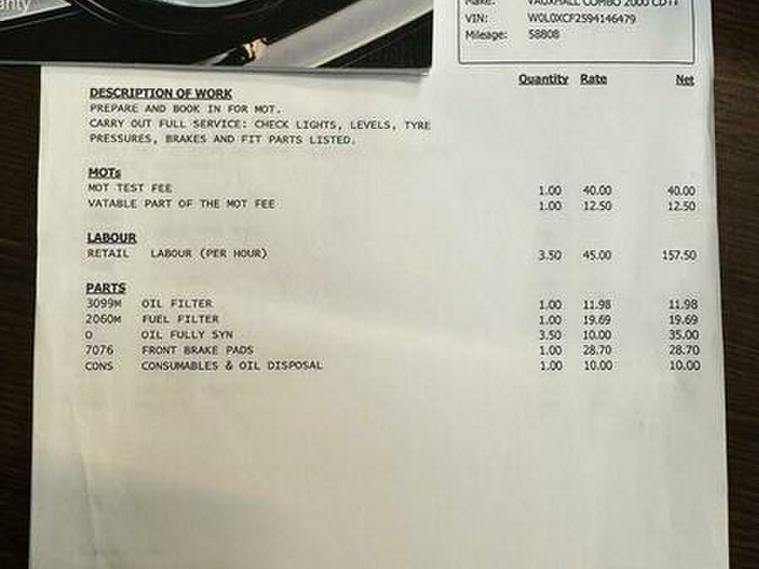 Make: VAUXHALL COMBO 2000 CDTI
VIN: W0L0XCF2594146479
Mileage: 58808
Quantity Rate Net
DESCRIPTION OF WORK
PREPARE AND BOOK IN FOR MOT.
CARRY OUT FULL SERVICE: CHECK LIGHTS, LEVELS, TYRE
PRESSURES, BRAKES AND FIT PARTS LISTED.
MOTs
MOT TEST FEE 1.00 40.00 40.00
VATABLE PART OF THE MOT FEE 1.00 12.50 12.50
LABOUR
RETAIL LABOUR (PER HOUR) 3.50 45.00 157.50
PARTS
3099M OIL FILTER 1.00 11.98 11.98
2060M FUEL FILTER 1.00 19.69 19.69
O OIL FULLY SYN 3.50 10.00 35.00
7076 FRONT BRAKE PADS 1.00 28.70 28.70
CONS CONSUMABLES & OIL DISPOSAL 1.00 10.00 10.00